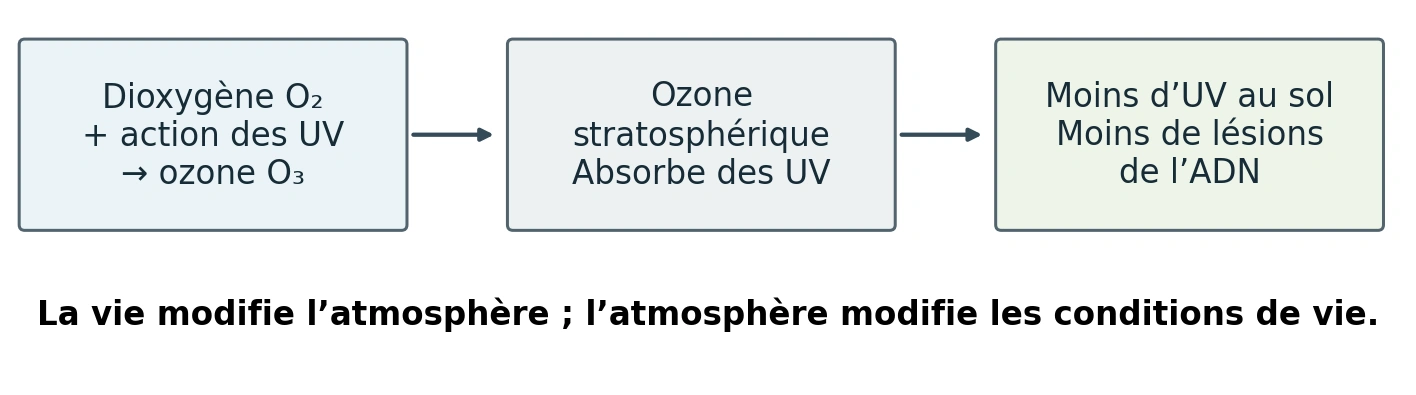 Dioxygène O₂
+ action des UV
→ ozone O₃
Ozone
stratosphérique
Absorbe des UV
Moins d’UV au sol
Moins de lésions
de l’ADN
La vie modifie l’atmosphère ; l’atmosphère modifie les conditions de vie.